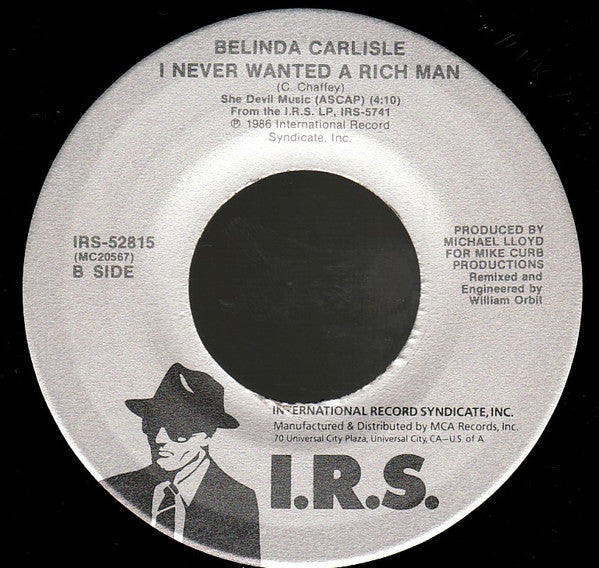 BELINDA CARLISLE
I NEVER WANTED A RICH MAN
(C. Chaffey)
She Devil Music (ASCAP) (4:10)
From the I.R.S. LP, IRS-5741
℗ 1986 International Record
Syndicate, Inc.
IRS-52815
(MC20567)
B SIDE
PRODUCED BY
MICHAEL LLOYD
FOR MIKE CURB
PRODUCTIONS
Remixed and
Engineered by
William Orbit
INTERNATIONAL RECORD SYNDICATE, INC.
Manufactured & Distributed by MCA Records, Inc.
70 Universal City Plaza, Universal City, CA—U.S. of A
I.R.S.